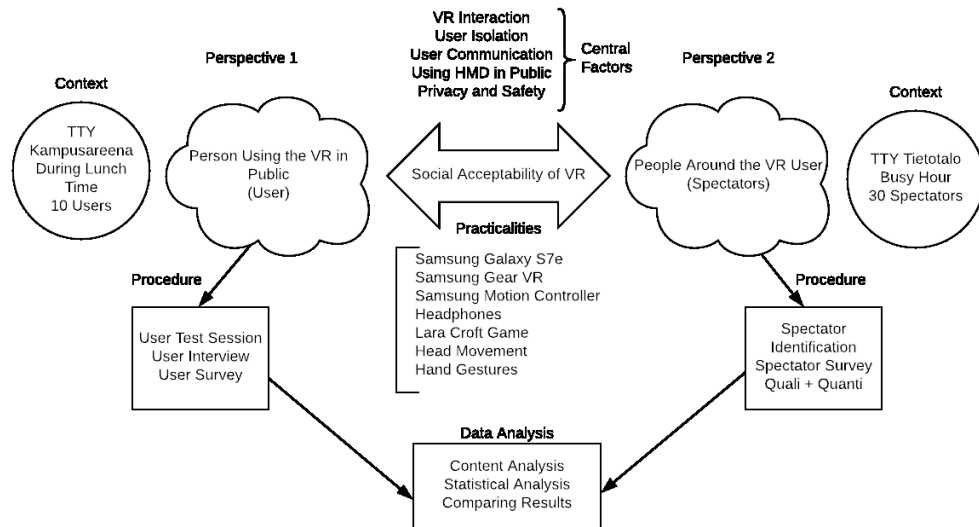 VR Interaction
User Isolation
User Communication
Using HMD in Public
Privacy and Safety
Central
Factors
Perspective 1
Perspective 2
Context
TTY
Kampusareena
During Lunch
Time
10 Users
Person Using the VR in
Public
(User)
Social Acceptability of VR
People Around the VR User
(Spectators)
Context
TTY Tietotalo
Busy Hour
30 Spectators
Practicalities
Samsung Galaxy S7e
Samsung Gear VR
Samsung Motion Controller
Headphones
Lara Croft Game
Head Movement
Hand Gestures
Procedure
User Test Session
User Interview
User Survey
Procedure
Spectator
Identification
Spectator Survey
Quali + Quanti
Data Analysis
Content Analysis
Statistical Analysis
Comparing Results